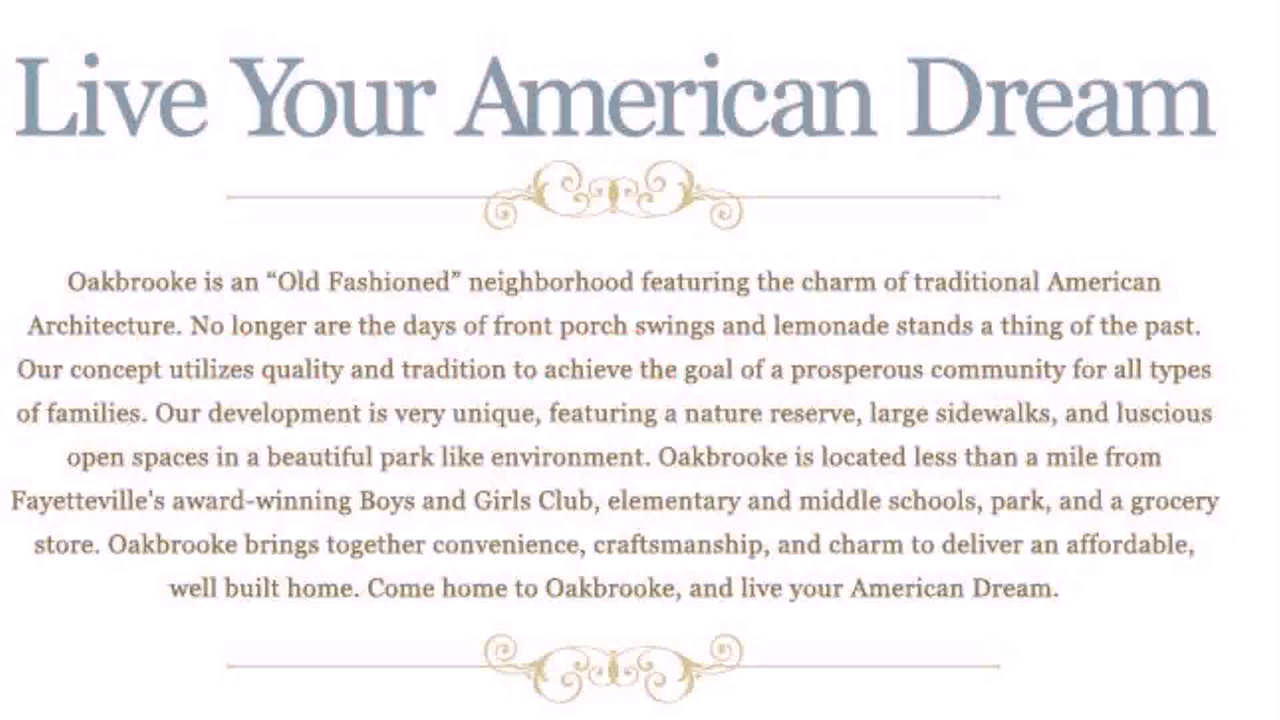 Live Your American Dream
Oakbrooke is an “Old Fashioned” neighborhood featuring the charm of traditional American
Architecture. No longer are the days of front porch swings and lemonade stands a thing of the past.
Our concept utilizes quality and tradition to achieve the goal of a prosperous community for all types
of families. Our development is very unique, featuring a nature reserve, large sidewalks, and luscious
open spaces in a beautiful park like environment. Oakbrooke is located less than a mile from
Fayetteville's award-winning Boys and Girls Club, elementary and middle schools, park, and a grocery
store. Oakbrooke brings together convenience, craftsmanship, and charm to deliver an affordable,
well built home. Come home to Oakbrooke, and live your American Dream.